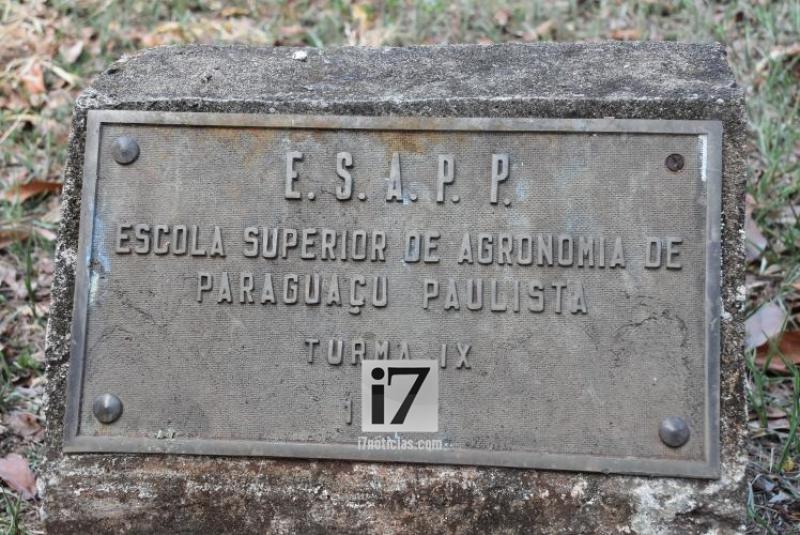 E. S. A. P. P.
ESCOLA SUPERIOR DE AGRONOMIA DE
PARAGUAÇU PAULISTA
TURMA IX
i7
i7noticias.com